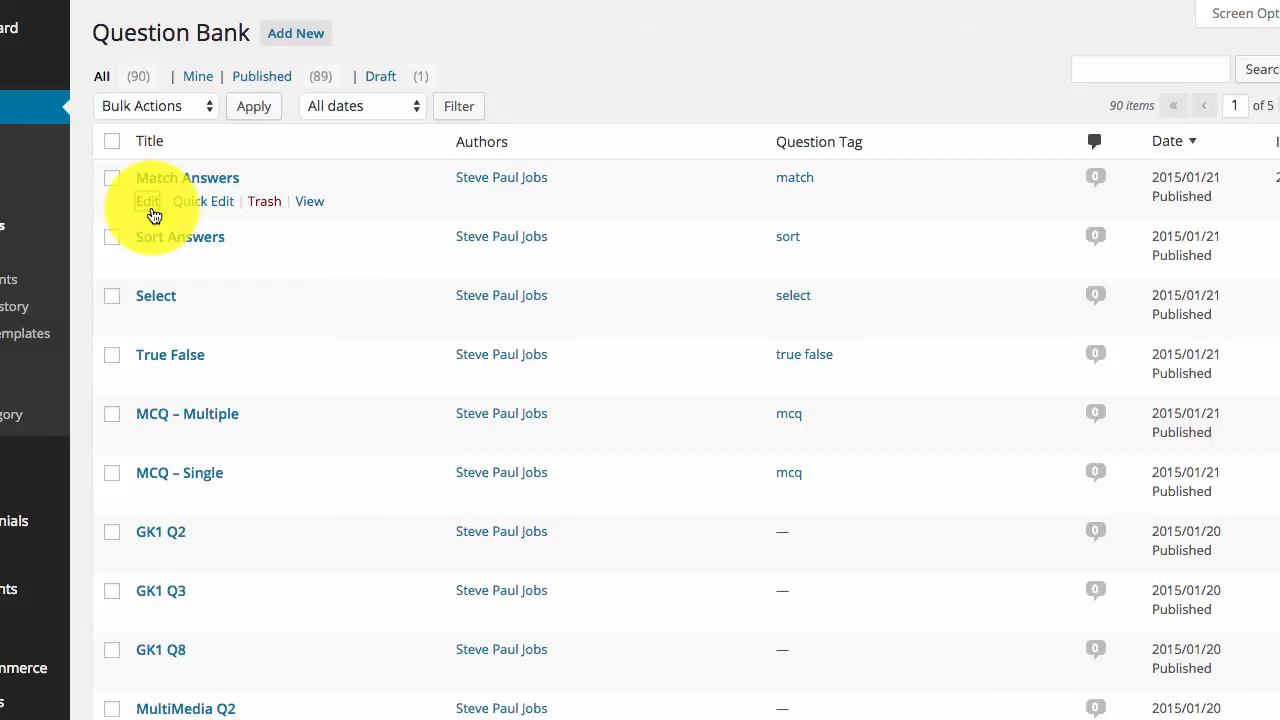 Screen Opt
ard
Question Bank Add New
All (90) | Mine | Published (89) | Draft (1)
Searc
Bulk Actions Apply All dates Filter 90 items « ‹ 1 of 5
Title Authors Question Tag Date
Match Answers Steve Paul Jobs match 0 2015/01/21
Published
Edit Quick Edit | Trash | View
s
Sort Answers Steve Paul Jobs sort 0 2015/01/21
Published
nts
Select Steve Paul Jobs select 0 2015/01/21
Published
story
emplates
True False Steve Paul Jobs true false 0 2015/01/21
Published
MCQ – Multiple Steve Paul Jobs mcq 0 2015/01/21
Published
gory
MCQ – Single Steve Paul Jobs mcq 0 2015/01/21
Published
nials
GK1 Q2 Steve Paul Jobs — 0 2015/01/20
Published
nts
GK1 Q3 Steve Paul Jobs — 0 2015/01/20
Published
GK1 Q8 Steve Paul Jobs — 0 2015/01/20
Published
mmerce
s
MultiMedia Q2 Steve Paul Jobs — 0 2015/01/20